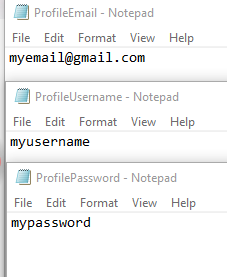 ProfileEmail - Notepad
File Edit Format View Help
myemail@gmail.com
ProfileUsername - Notepad
File Edit Format View Help
myusername
ProfilePassword - Notepad
File Edit Format View Help
mypassword